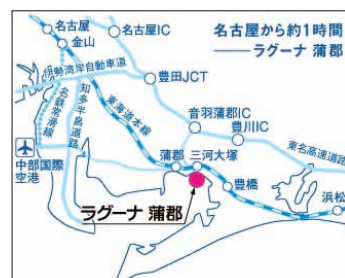 名古屋から約1時間
ラグーナ 蒲郡
名古屋
金山
名古屋IC
伊勢湾岸自動車道
豊田JCT
名鉄常滑線
知多半島道路
東海道本線
音羽蒲郡IC
豊川IC
東名高速道路
中部国際
空港
蒲郡
三河大塚
豊橋
浜松
ラグーナ 蒲郡